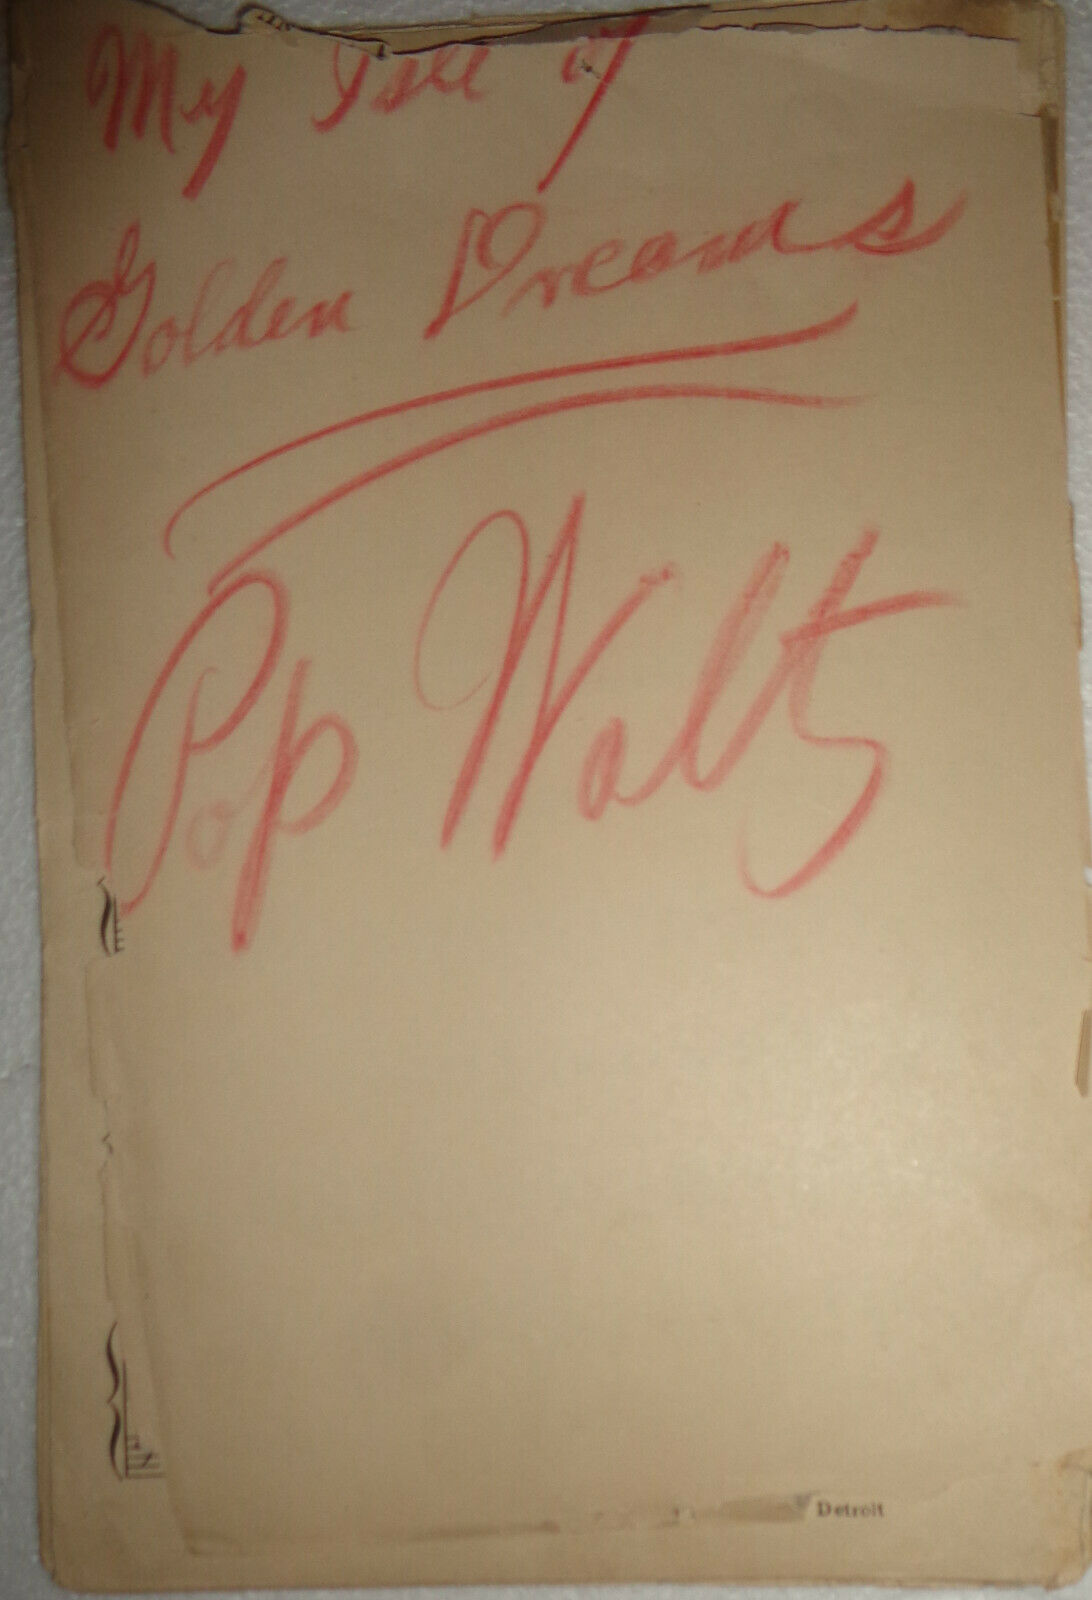 My Isle of
Golden Dreams
Pop Waltz
Detroit